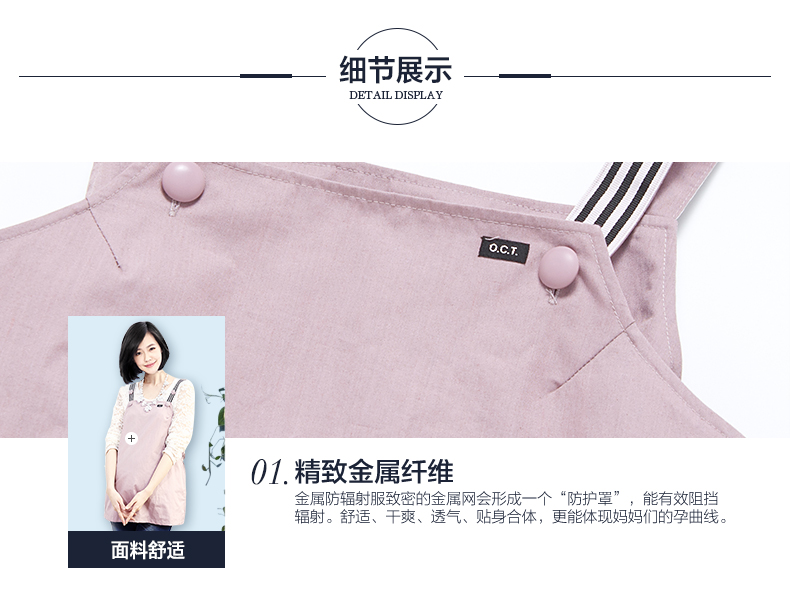 细节展示
DETAIL DISPLAY
O.C.T.
01. 精致金属纤维
金属防辐射服致密的金属网会形成一个“防护罩”，能有效阻挡
辐射。舒适、干爽、透气、贴身合体，更能体现妈妈们的孕曲线。
面料舒适